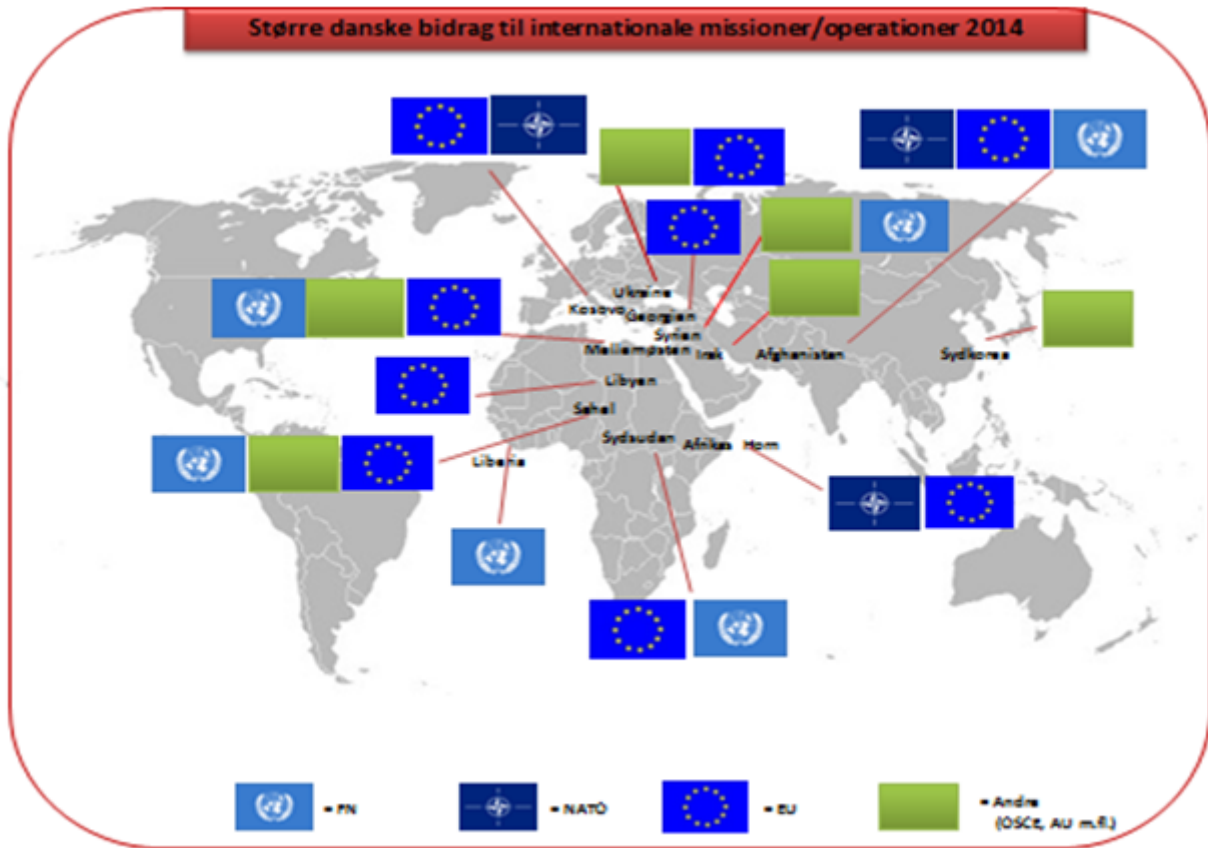 Større danske bidrag til internationale missioner/operationer 2014
Ukraine
Kosovo
Georgien
Syrien
Mellemøsten
Irak
Afghanistan
Sydkorea
Libyen
Sahel
Sydsudan
Afrikas Horn
Liberia
= FN
= NATO
= EU
= Andre
(OSCE, AU m.fl.)